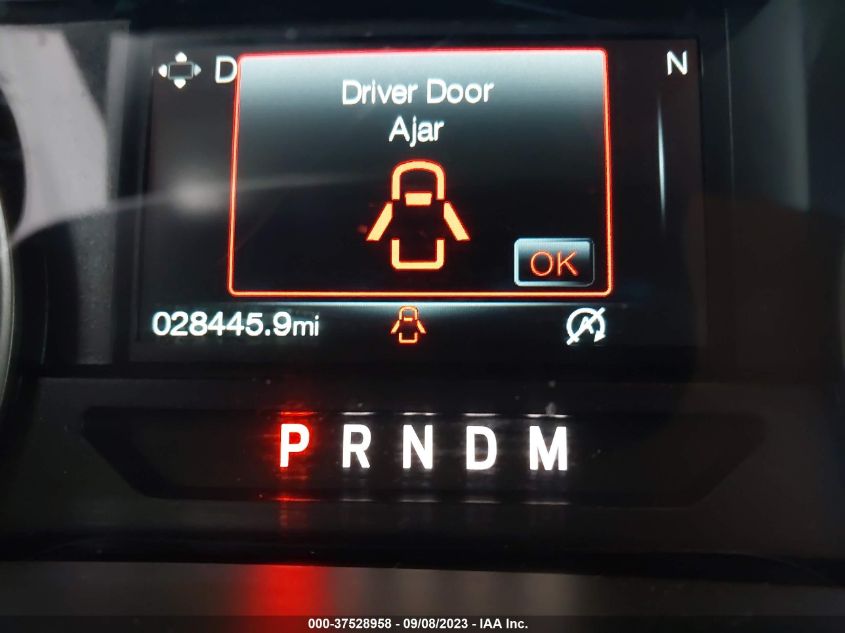 D
N
Driver Door
Ajar
OK
028445.9mi
P R N D M
000-37528958 - 09/08/2023 - IAA Inc.